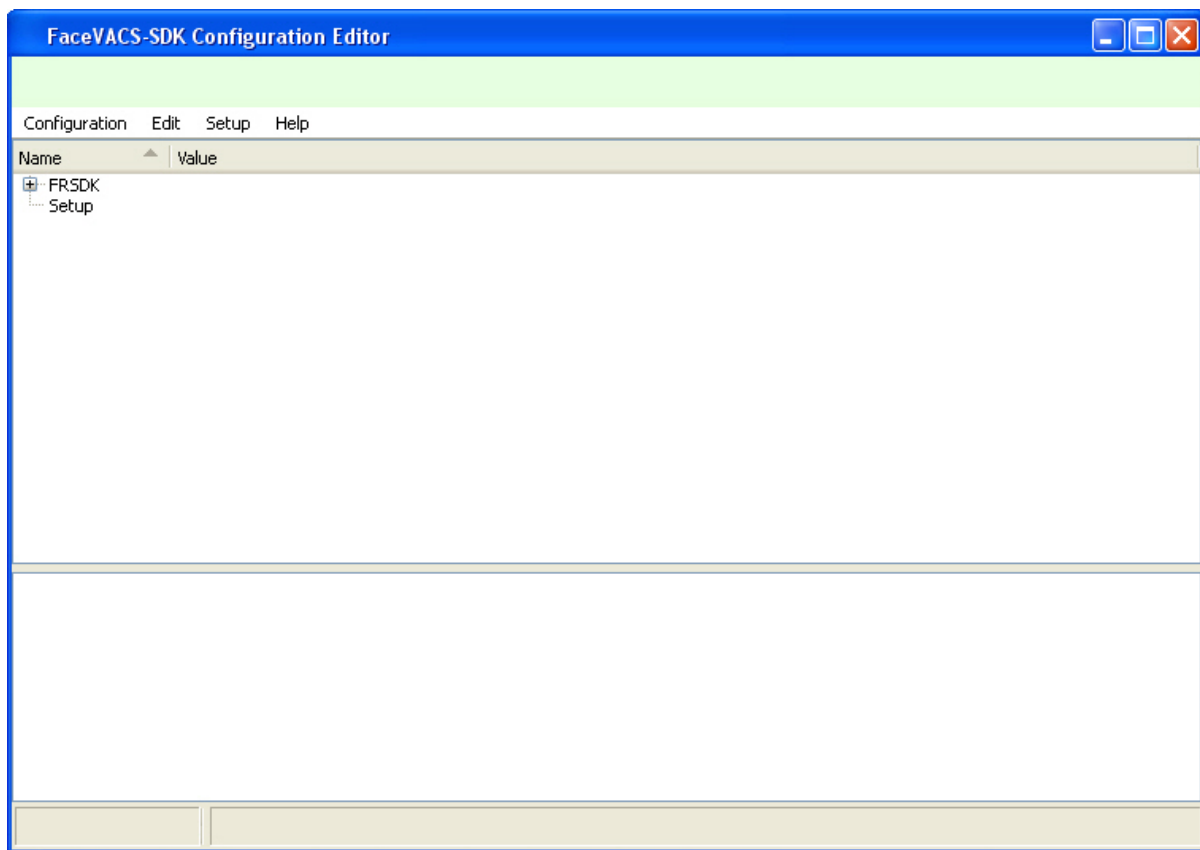 FaceVACS-SDK Configuration Editor
Configuration Edit Setup Help
Name Value
FRSDK
Setup